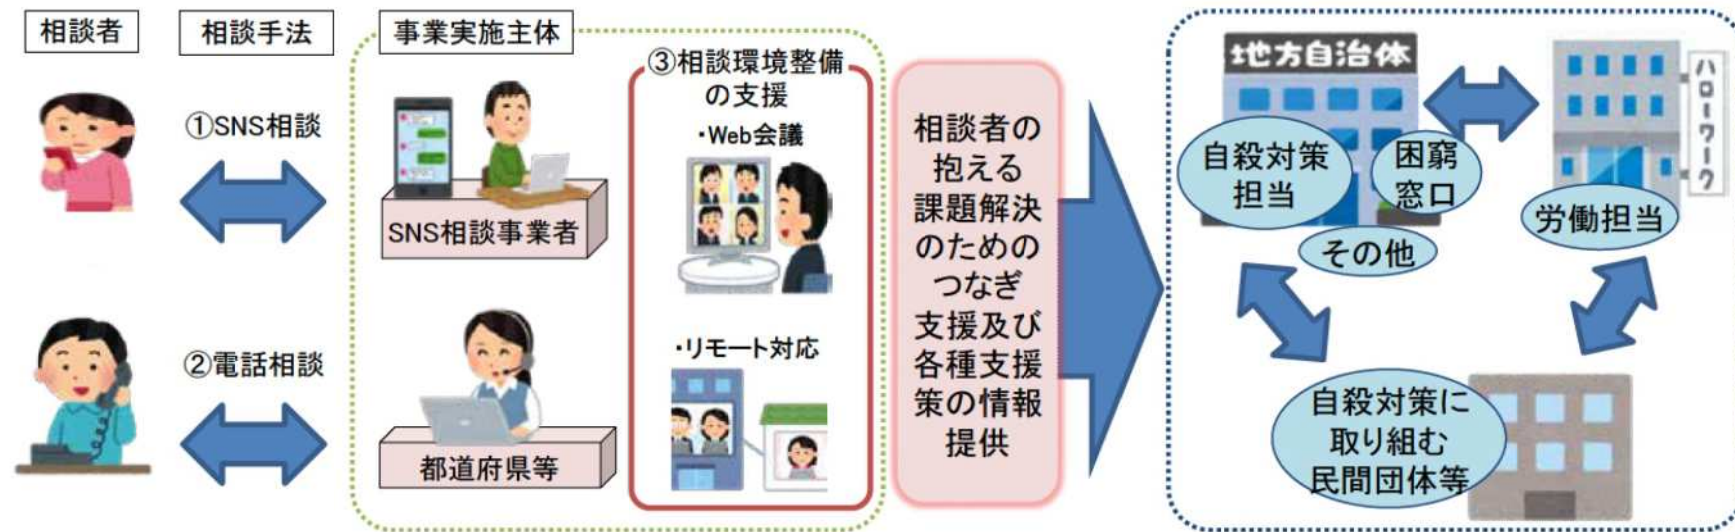 相談者
相談手法
事業実施主体
①SNS相談
②電話相談
SNS相談事業者
都道府県等
③相談環境整備
の支援
・Web会議
・リモート対応
相談者の
抱える
課題解決
のための
つなぎ
支援及び
各種支援
策の情報
提供
地方自治体
自殺対策
担当
困窮
窓口
その他
ハローワーク
労働担当
自殺対策に
取り組む
民間団体等